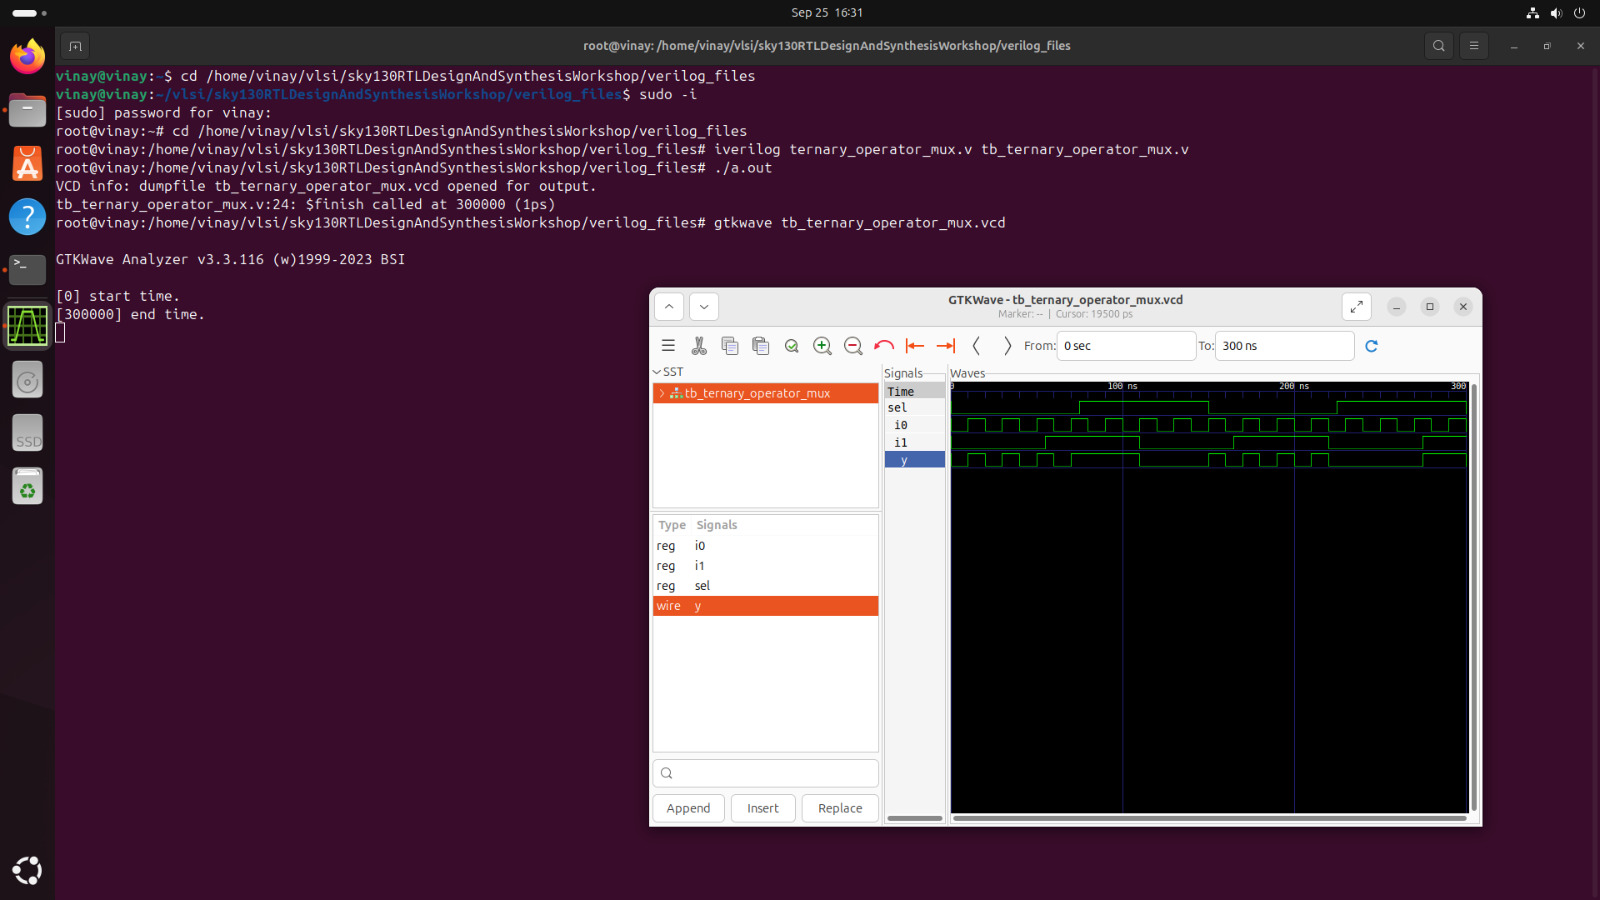 Sep 25 16:31
root@vinay: /home/vinay/vlsi/sky130RTLDesignAndSynthesisWorkshop/verilog_files
vinay@vinay:~$ cd /home/vinay/vlsi/sky130RTLDesignAndSynthesisWorkshop/verilog_files
vinay@vinay:~/vlsi/sky130RTLDesignAndSynthesisWorkshop/verilog_files$ sudo -i
[sudo] password for vinay:
root@vinay:~# cd /home/vinay/vlsi/sky130RTLDesignAndSynthesisWorkshop/verilog_files
root@vinay:/home/vinay/vlsi/sky130RTLDesignAndSynthesisWorkshop/verilog_files# iverilog ternary_operator_mux.v tb_ternary_operator_mux.v
root@vinay:/home/vinay/vlsi/sky130RTLDesignAndSynthesisWorkshop/verilog_files# ./a.out
VCD info: dumpfile tb_ternary_operator_mux.vcd opened for output.
tb_ternary_operator_mux.v:24: $finish called at 300000 (1ps)
root@vinay:/home/vinay/vlsi/sky130RTLDesignAndSynthesisWorkshop/verilog_files# gtkwave tb_ternary_operator_mux.vcd
GTKWave Analyzer v3.3.116 (w)1999-2023 BSI
[0] start time.
[300000] end time.
SSD
GTKWave - tb_ternary_operator_mux.vcd
Marker: -- | Cursor: 19500 ps
From: 0 sec To: 300 ns
SST
tb_ternary_operator_mux
Type Signals
reg i0
reg i1
reg sel
wire y
Append Insert Replace
Signals
Time
sel
i0
i1
y
Waves
0 100 ns 200 ns 300